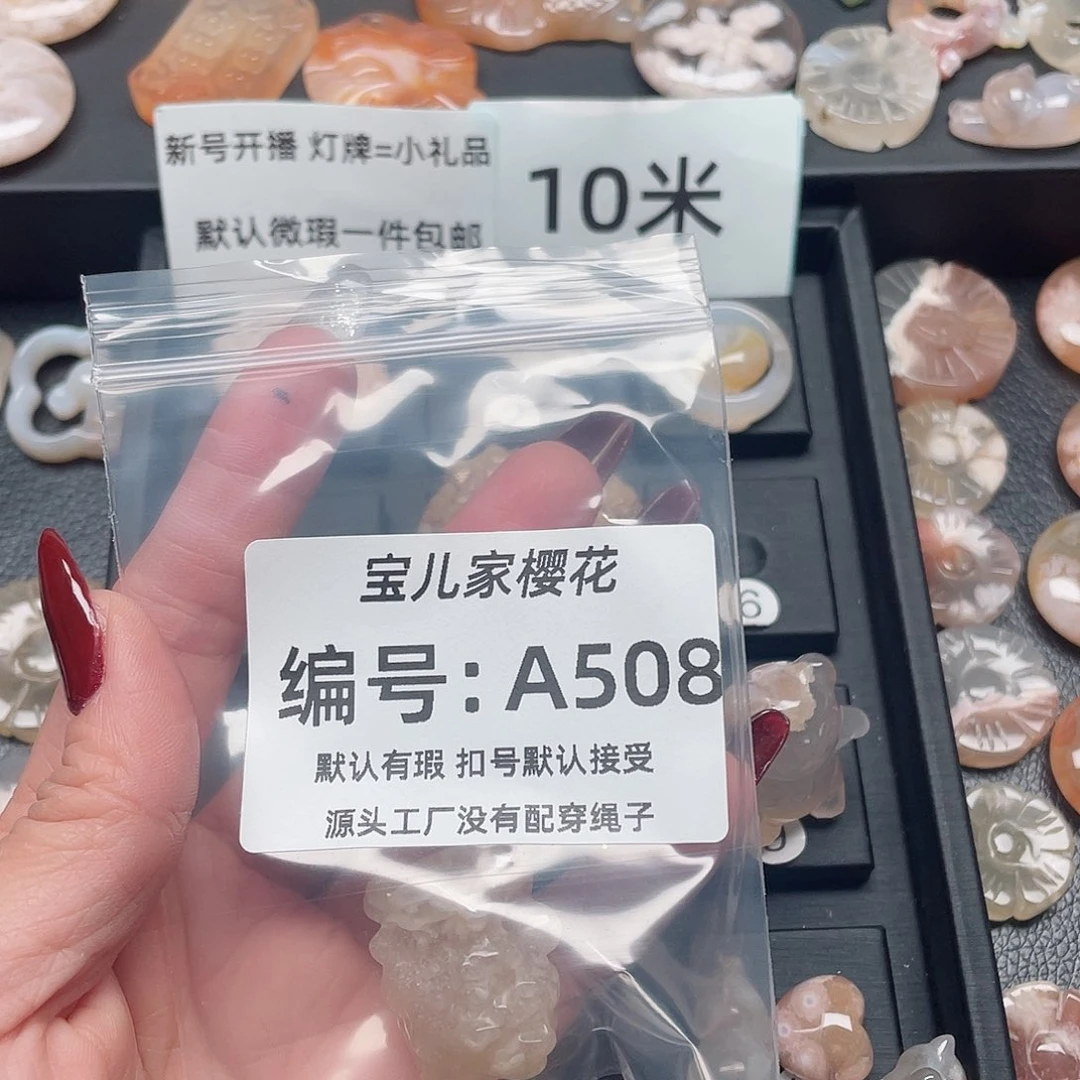 新号开播 灯牌=小礼品
默认微瑕一件包邮
10米
宝儿家樱花
编号:A508
默认有瑕 扣号默认接受
源头工厂没有配穿绳子
6